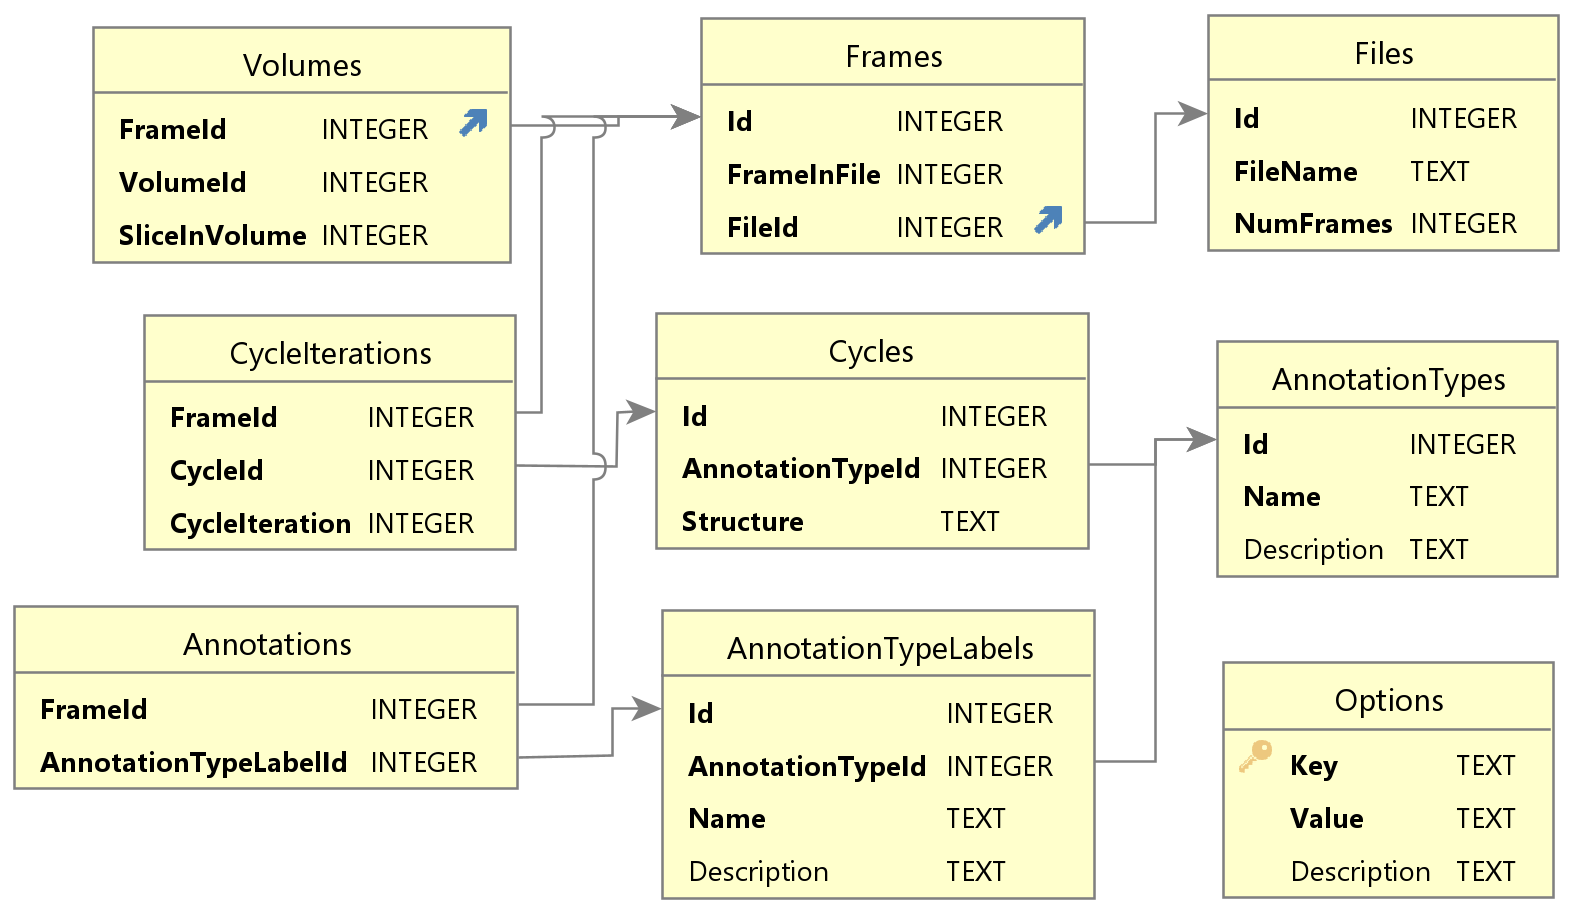 Volumes
FrameId INTEGER
VolumeId INTEGER
SliceInVolume INTEGER
Frames
Id INTEGER
FrameInFile INTEGER
FileId INTEGER
Files
Id INTEGER
FileName TEXT
NumFrames INTEGER
CycleIterations
FrameId INTEGER
CycleId INTEGER
CycleIteration INTEGER
Cycles
Id INTEGER
AnnotationTypeId INTEGER
Structure TEXT
AnnotationTypes
Id INTEGER
Name TEXT
Description TEXT
Annotations
FrameId INTEGER
AnnotationTypeLabelId INTEGER
AnnotationTypeLabels
Id INTEGER
AnnotationTypeId INTEGER
Name TEXT
Description TEXT
Options
Key TEXT
Value TEXT
Description TEXT